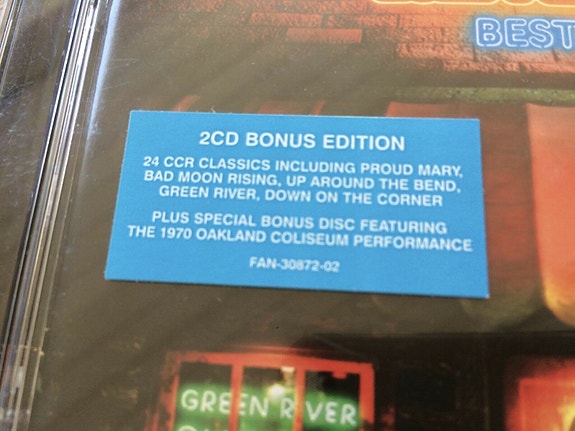 BEST
2CD BONUS EDITION
24 CCR CLASSICS INCLUDING PROUD MARY,
BAD MOON RISING, UP AROUND THE BEND,
GREEN RIVER, DOWN ON THE CORNER
PLUS SPECIAL BONUS DISC FEATURING
THE 1970 OAKLAND COLISEUM PERFORMANCE
FAN-30872-02
GREEN RIVER